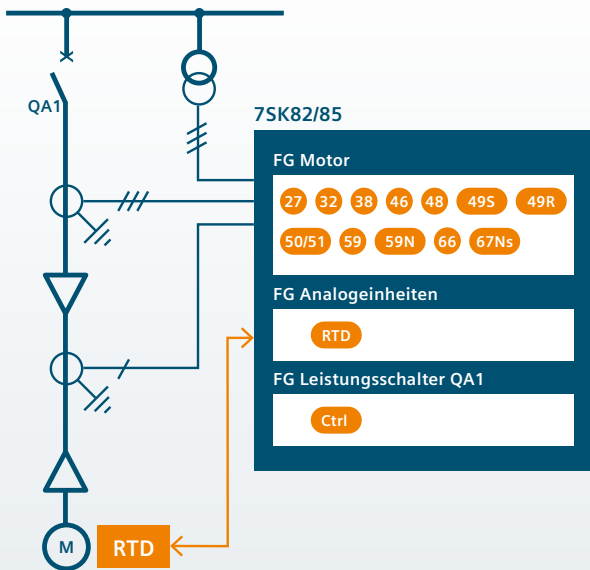 QA1
7SK82/85
FG Motor
27 32 38 46 48 49S 49R
50/51 59 59N 66 67Ns
FG Analogeinheiten
RTD
FG Leistungsschalter QA1
Ctrl
M RTD